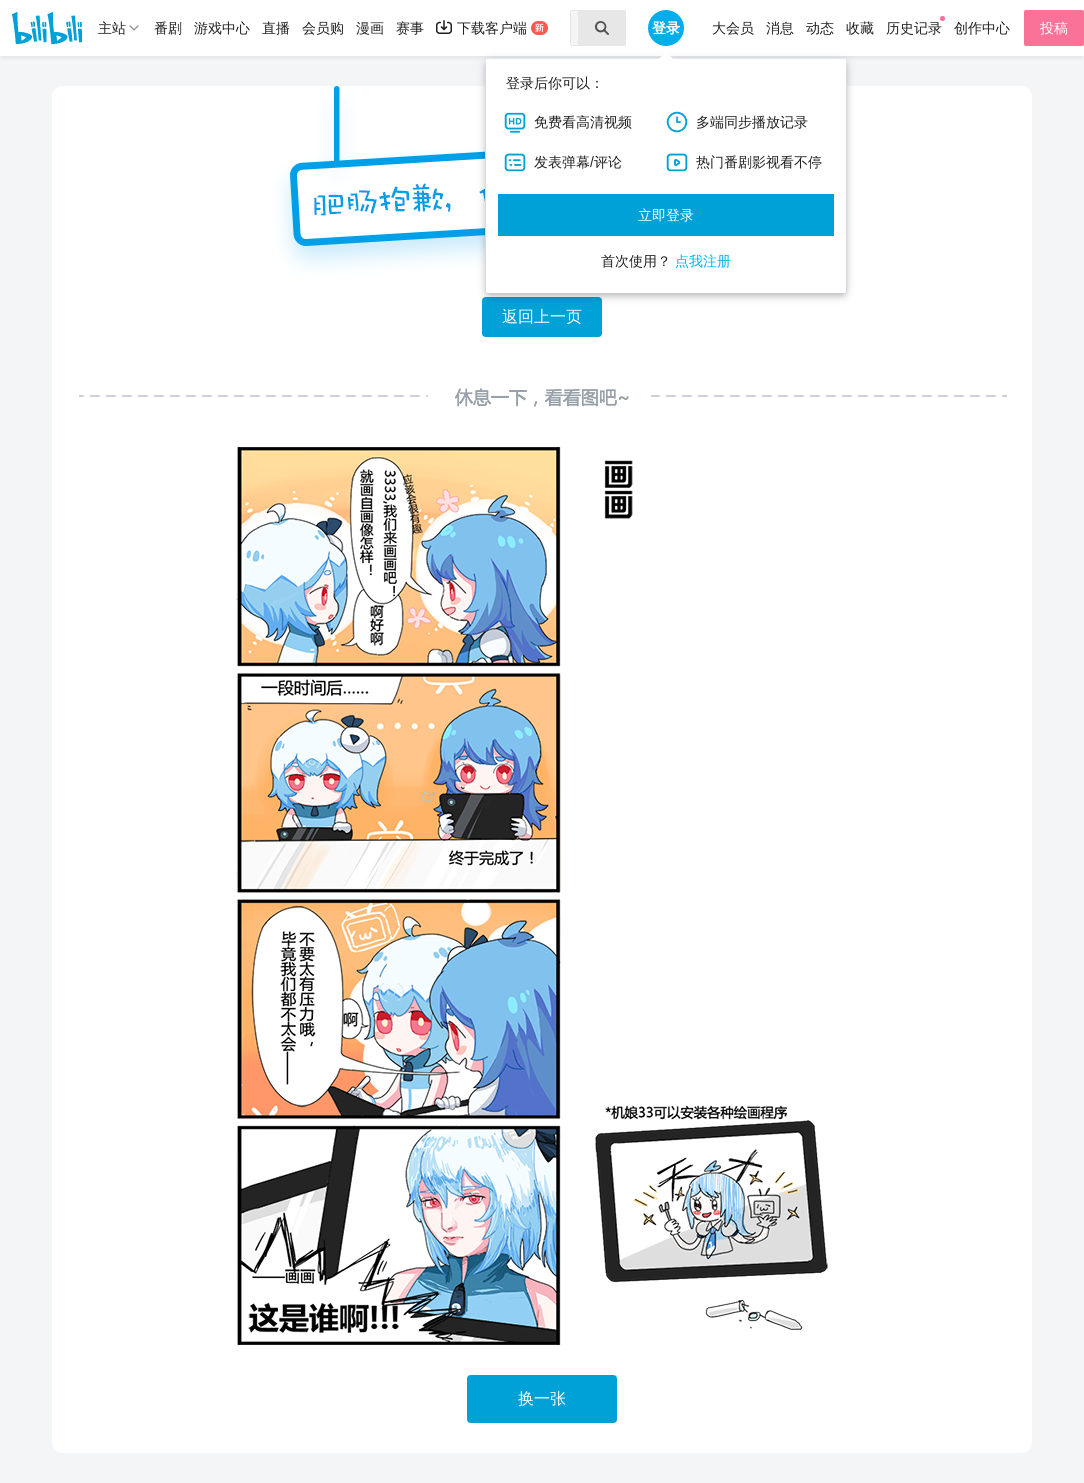 bilibili
主站
番剧
游戏中心
直播
会员购
漫画
赛事
下载客户端
新
登录
大会员
消息
动态
收藏
历史记录
创作中心
投稿
登录后你可以：
HD
免费看高清视频
多端同步播放记录
发表弹幕/评论
热门番剧影视看不停
立即登录
首次使用？ 点我注册
肥肠抱歉，
返回上一页
休息一下，看看图吧~
画画
3333,我们来画画吧！
应该会很有趣
就画自画像怎样！
啊好啊
一段时间后……
终于完成了！
不要太有压力哦，
毕竟我们都不太会——
啊
——画画
这是谁啊!!!
*机娘33可以安装各种绘画程序
换一张